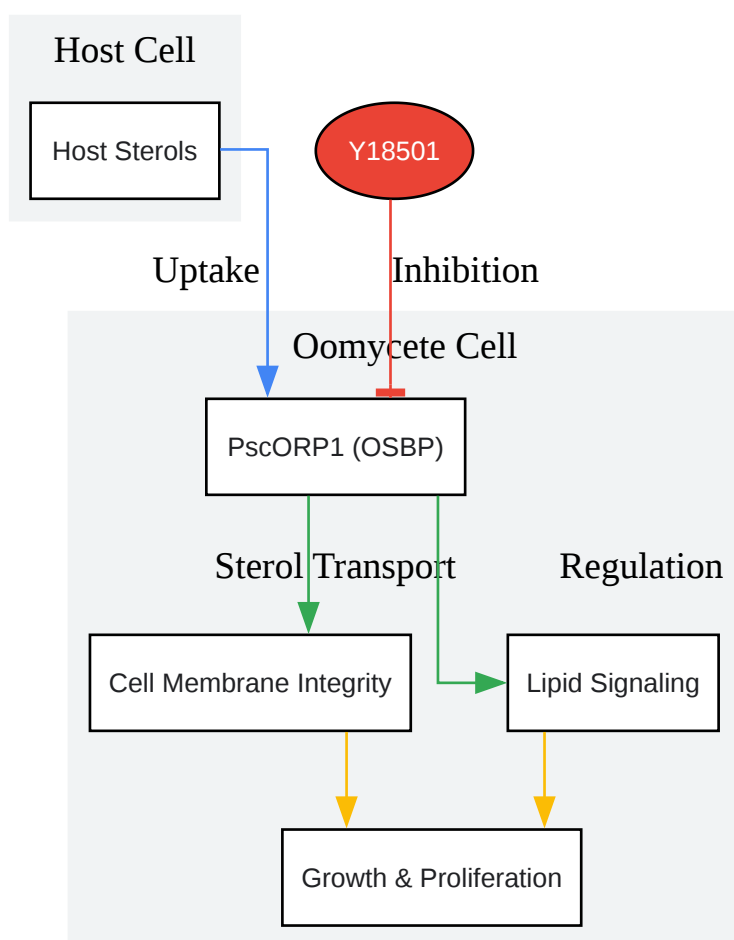 Host Cell
Host Sterols
Y18501
Uptake
Inhibition
Oomycete Cell
PscORP1 (OSBP)
Sterol Transport
Regulation
Cell Membrane Integrity
Lipid Signaling
Growth & Proliferation